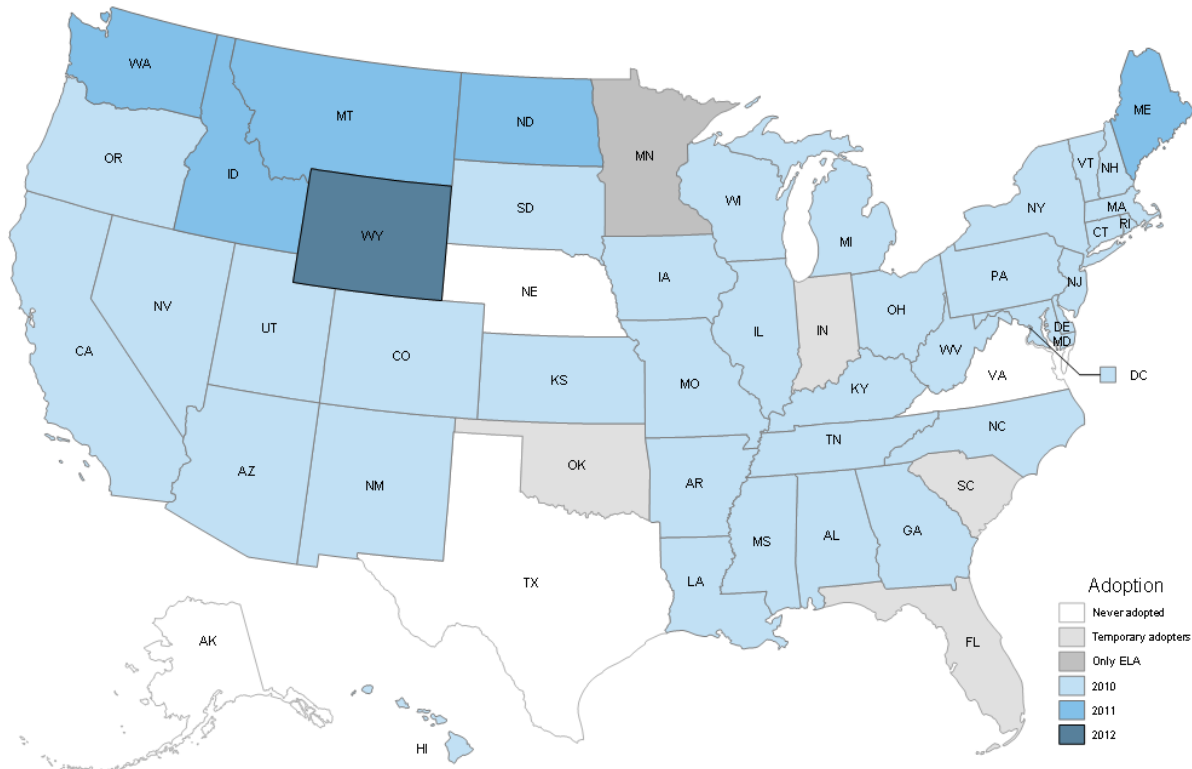 WA
MT
ND
ME
OR
MN
ID
VT
NH
SD
WI
NY
MA
WY
MI
CT
RI
IA
PA
NE
NJ
NV
OH
UT
IL
IN
DE
CA
CO
WV
MD
KS
MO
VA
DC
KY
NC
TN
OK
AZ
NM
AR
SC
MS
AL
GA
TX
LA
AK
FL
HI
Adoption
Never adopted
Temporary adopters
Only ELA
2010
2011
2012